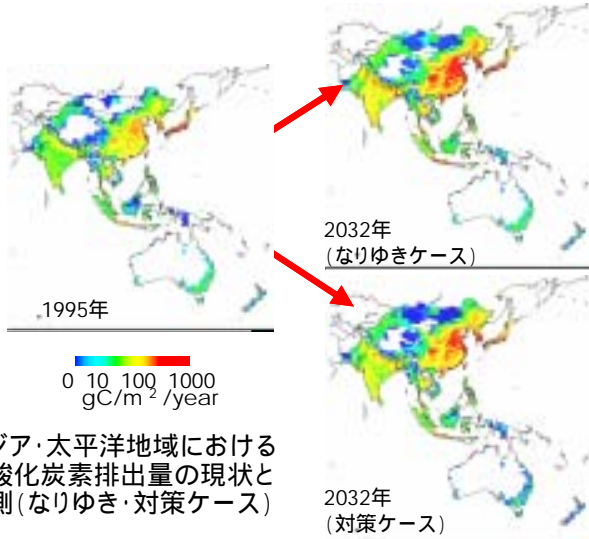 1995年
0 10 100 1000
gC/m ² /year
ジア・太平洋地域における
酸化炭素排出量の現状と
測(なりゆき・対策ケース)
2032年
(なりゆきケース)
2032年
(対策ケース)